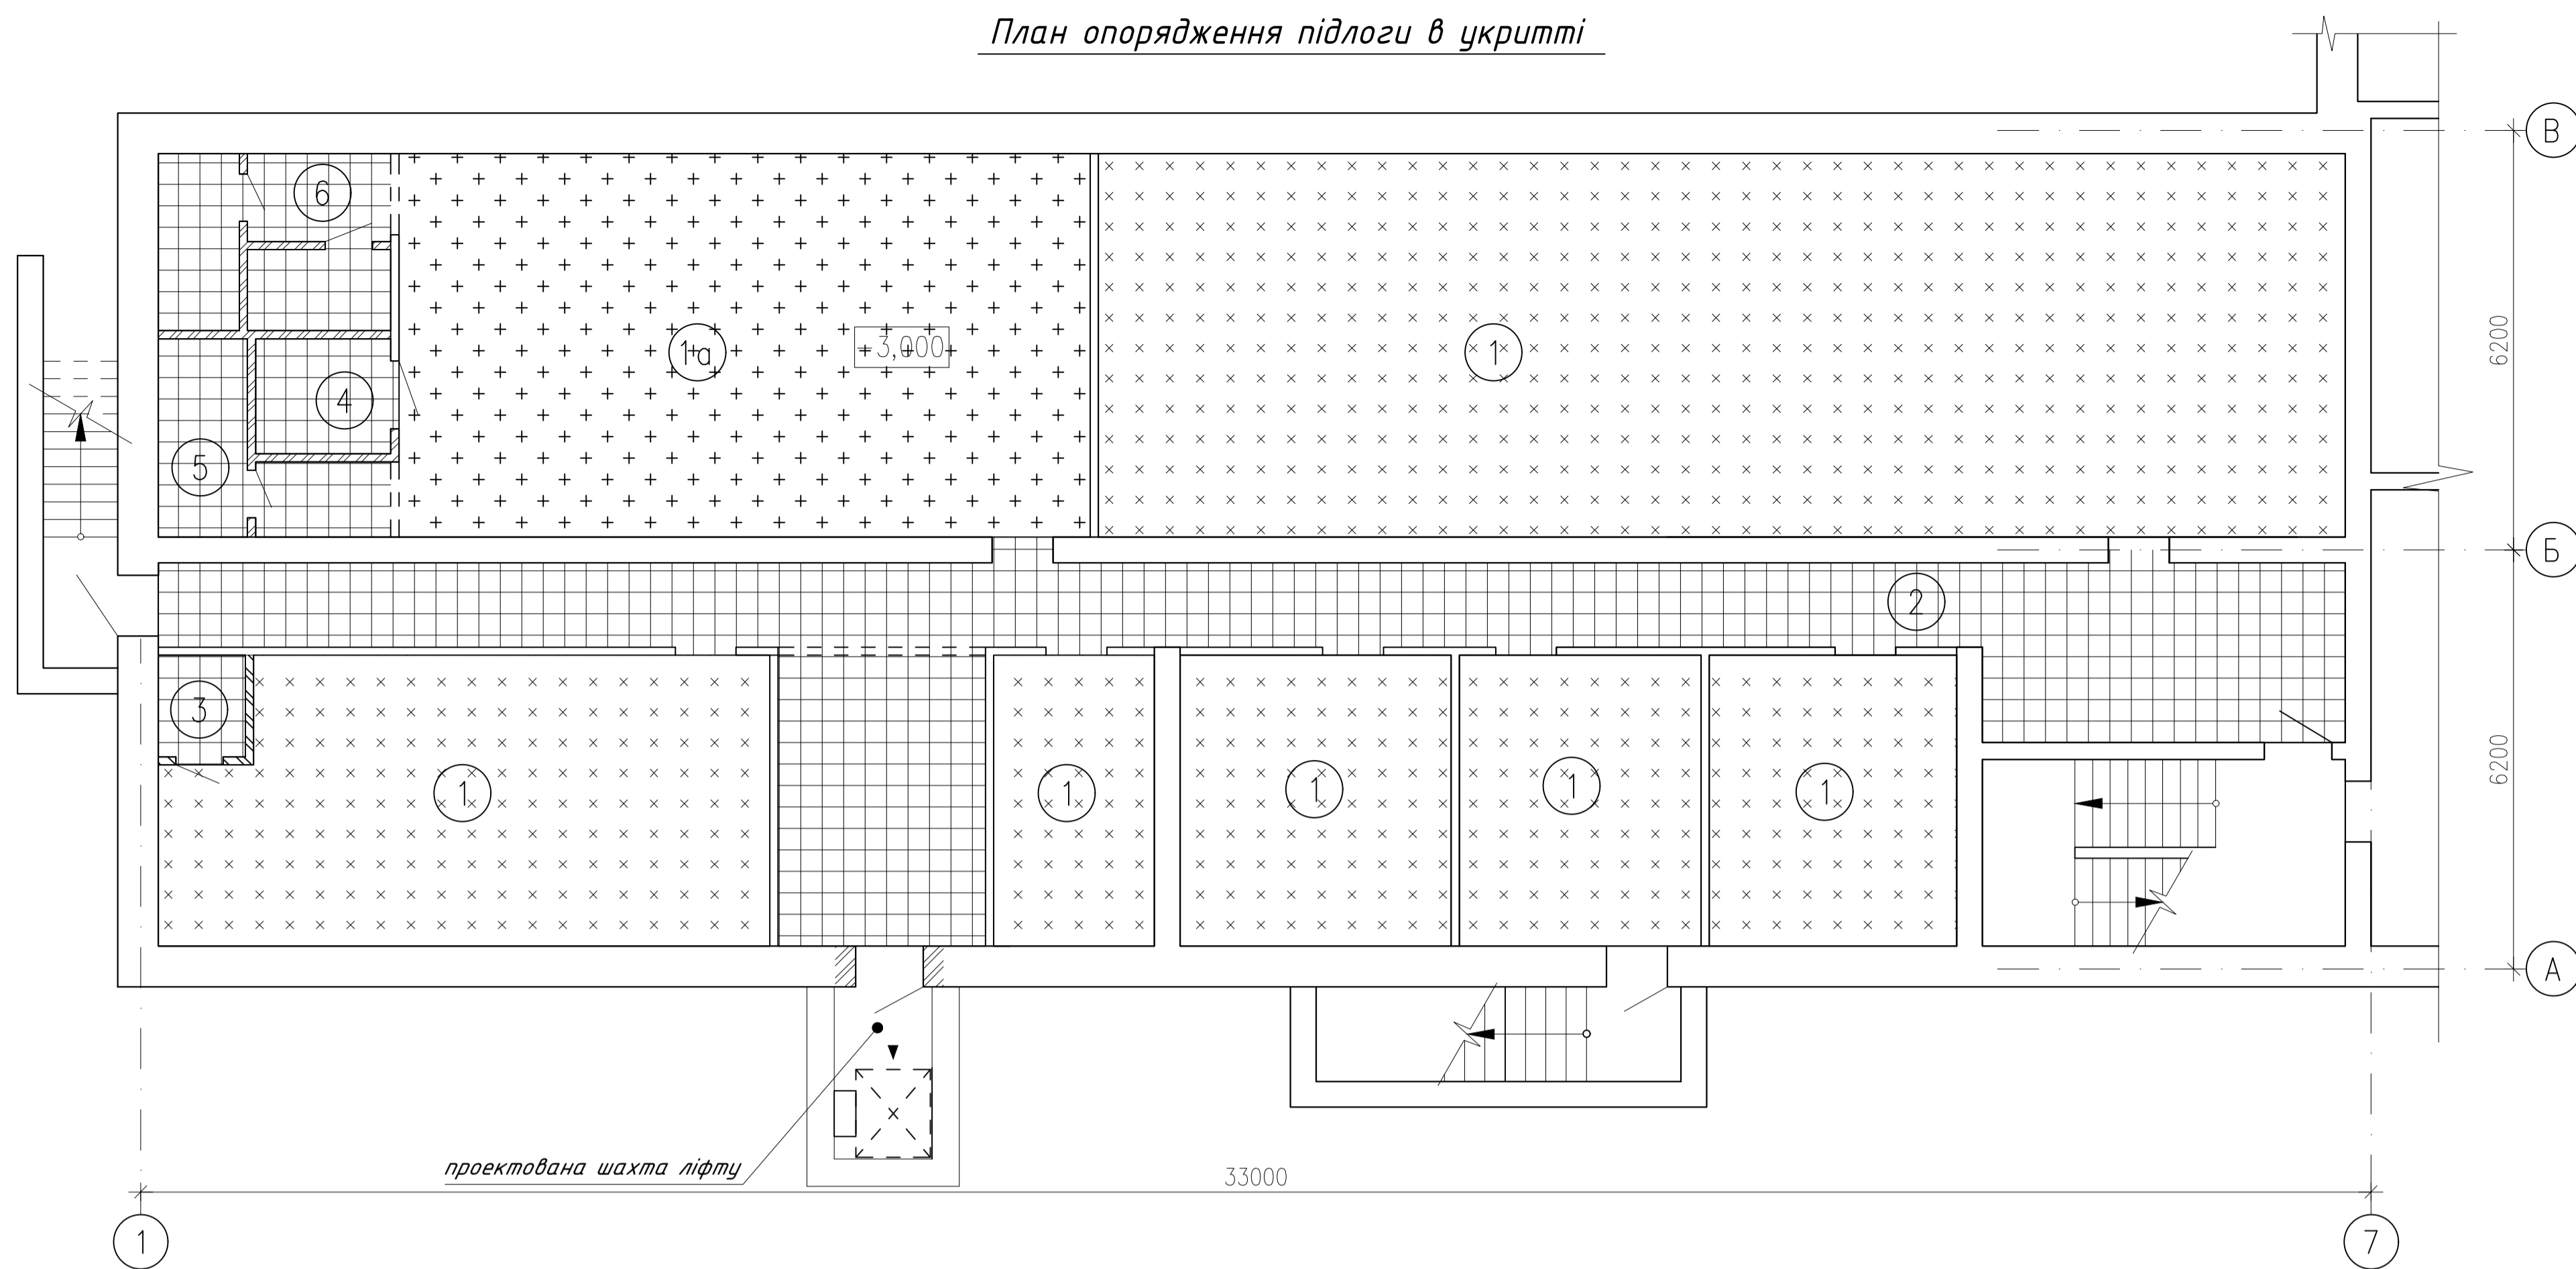 План опорядження підлоги в укритті
В
6
6200
1а
-3,000
1
4
5
Б
2
3
6200
1
1
1
1
1
А
проектована шахта ліфту
33000
1
7